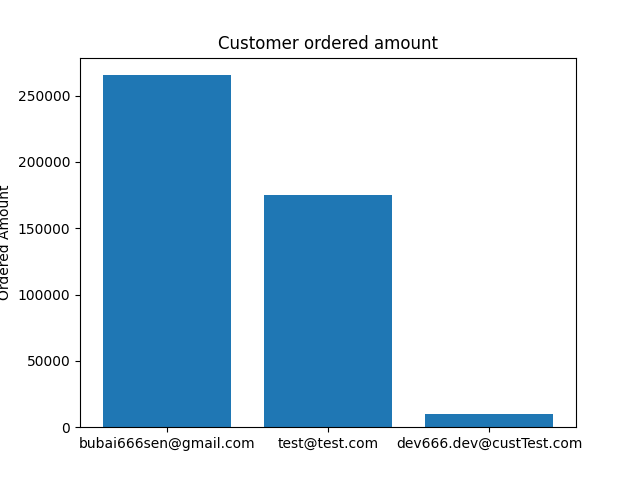 Customer ordered amount
Ordered Amount
250000
200000
150000
100000
50000
0
bubai666sen@gmail.com
test@test.com
dev666.dev@custTest.com